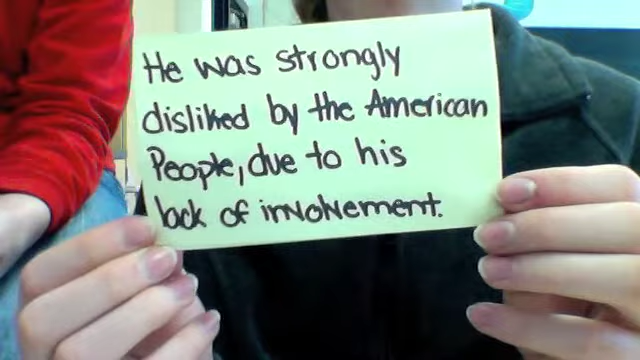 He was strongly
disliked by the American
People, due to his
lack of involvement.